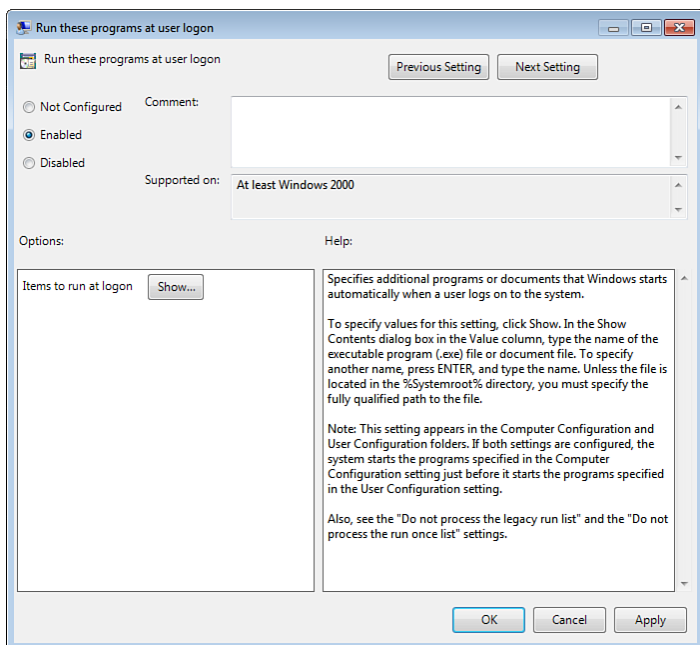 Run these programs at user logon
Run these programs at user logon
Previous Setting
Next Setting
Not Configured
Enabled
Disabled
Comment:
Supported on:
At least Windows 2000
Options:
Help:
Items to run at logon
Show...
Specifies additional programs or documents that Windows starts
automatically when a user logs on to the system.
To specify values for this setting, click Show. In the Show
Contents dialog box in the Value column, type the name of the
executable program (.exe) file or document file. To specify
another name, press ENTER, and type the name. Unless the file is
located in the %Systemroot% directory, you must specify the
fully qualified path to the file.
Note: This setting appears in the Computer Configuration and
User Configuration folders. If both settings are configured, the
system starts the programs specified in the Computer
Configuration setting just before it starts the programs specified
in the User Configuration setting.
Also, see the "Do not process the legacy run list" and the "Do not
process the run once list" settings.
OK
Cancel
Apply